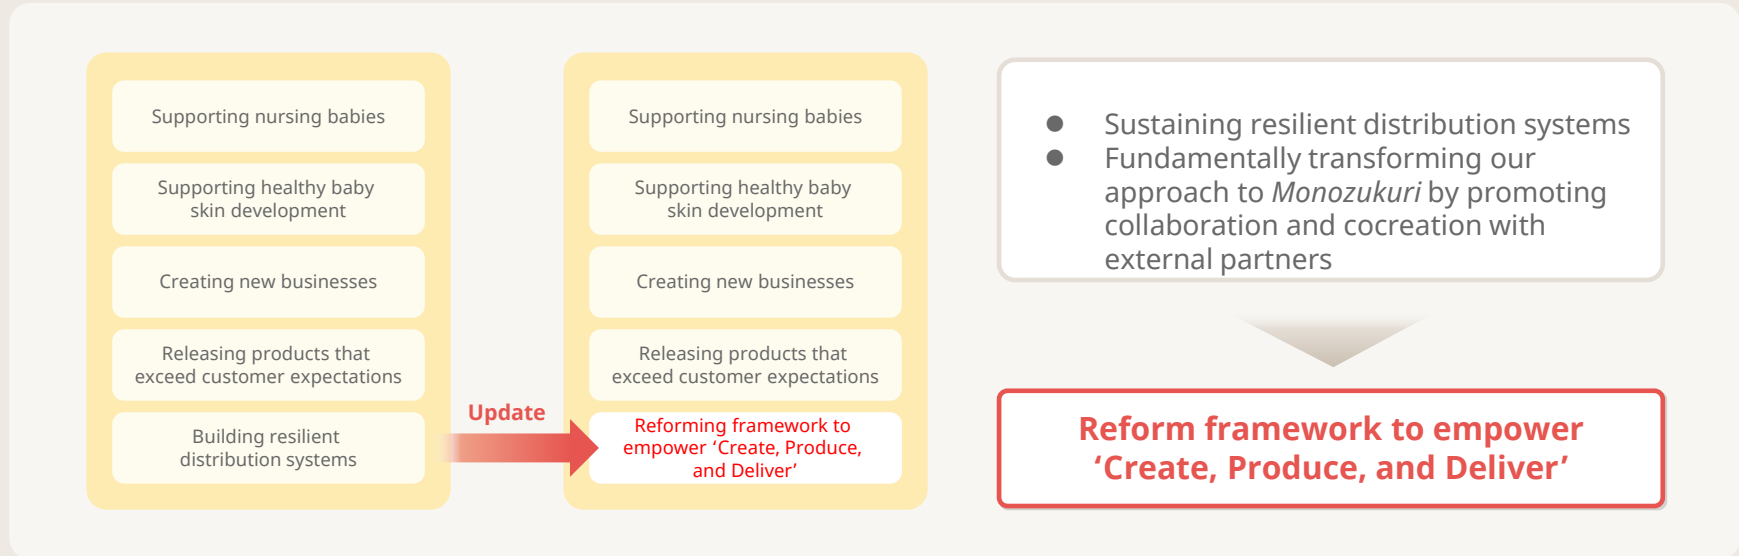 Supporting nursing babies
Supporting healthy baby
skin development
Creating new businesses
Releasing products that
exceed customer expectations
Building resilient
distribution systems
Update
Supporting nursing babies
Supporting healthy baby
skin development
Creating new businesses
Releasing products that
exceed customer expectations
Reforming framework to
empower ‘Create, Produce,
and Deliver’
● Sustaining resilient distribution systems
● Fundamentally transforming our
approach to Monozukuri by promoting
collaboration and cocreation with
external partners
Reform framework to empower
‘Create, Produce, and Deliver’